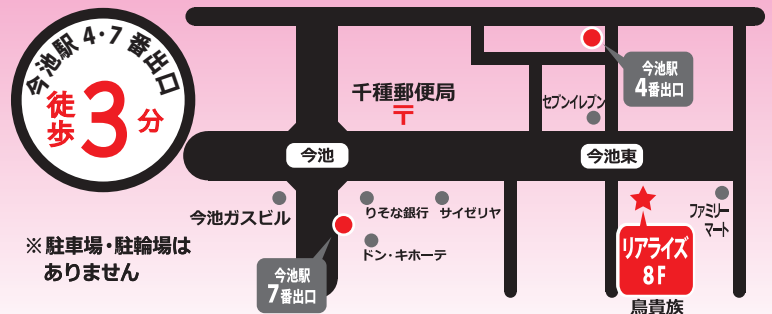 今池駅4・7番出口
徒歩3分
千種郵便局
〒
セブンイレブン
今池駅
4番出口
今池
今池東
今池ガスビル
りそな銀行
サイゼリヤ
ドン・キホーテ
ファミリー
マート
※駐車場・駐輪場は
ありません
今池駅
7番出口
リアライズ
8F
鳥貴族